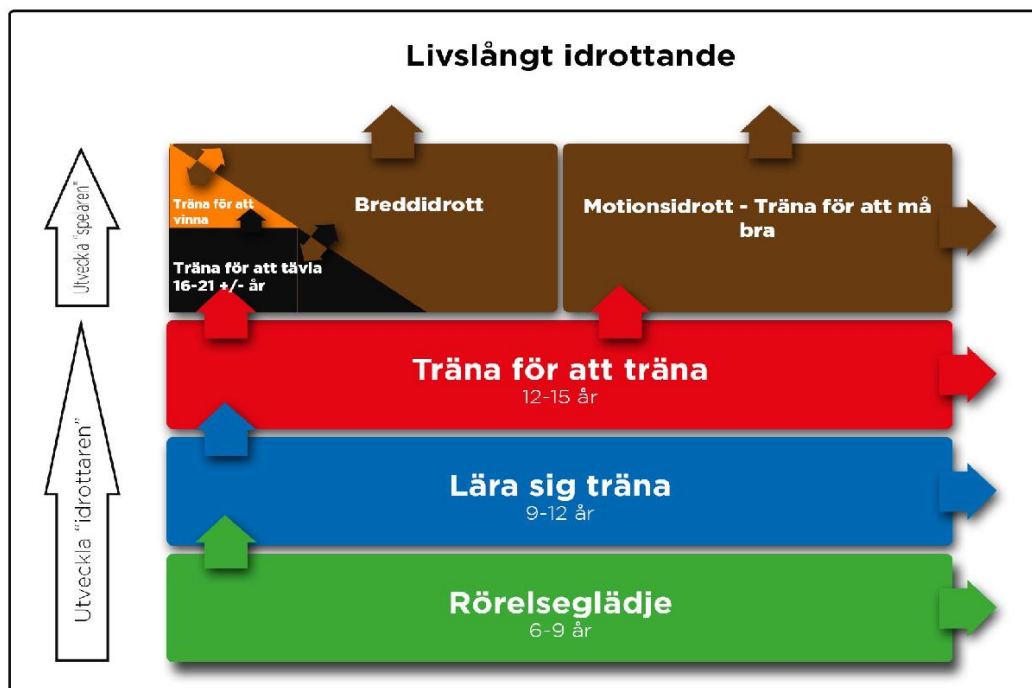 Livslångt idrottande
Utvecka "spearen"
Träna för att
vinna
Breddidrott
Motionsidrott - Träna för att må
bra
Träna för att tävla
16-21 +/- år
Utveckla "idrottaren"
Träna för att träna
12-15 år
Lära sig träna
9-12 år
Rörelseglädje
6-9 år